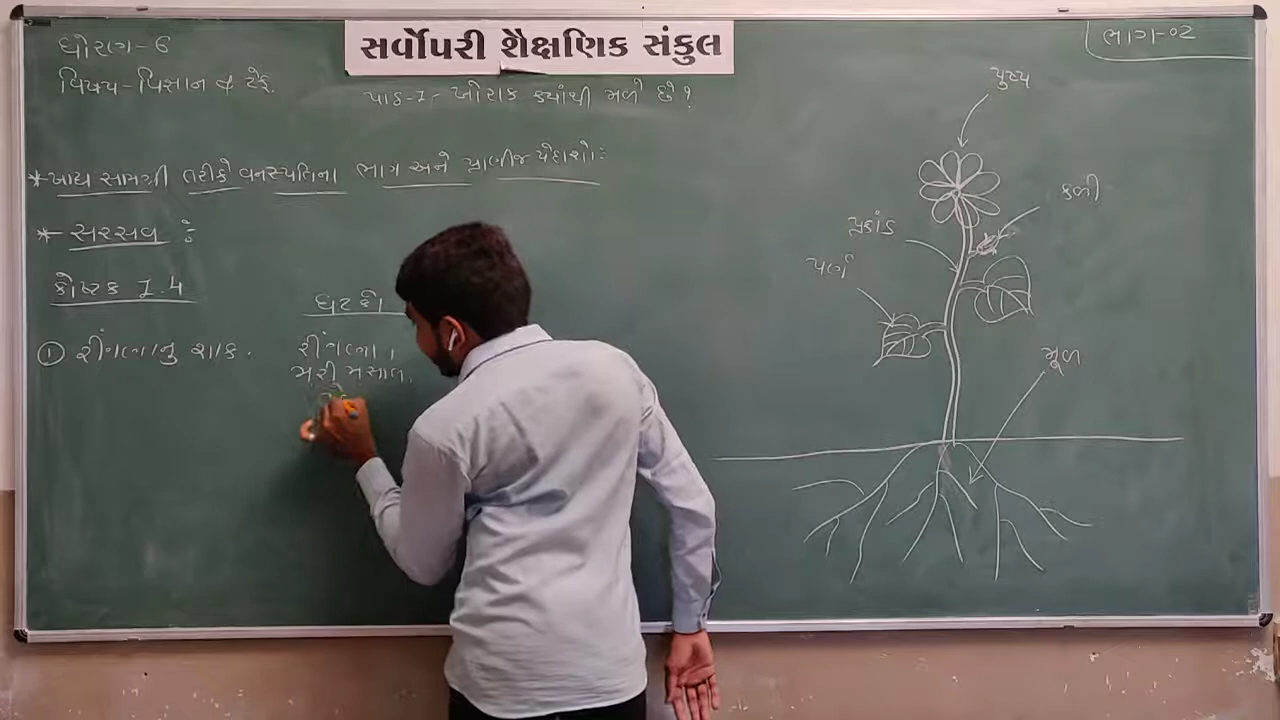 ધોરણ-6
સર્વોપરી શૈક્ષણિક સંકુલ
ભાગ-02
વિષય-વિજ્ઞાન & ટેક.
પાઠ-1- ખોરાક ક્યાંથી મળે છે?
* ખાદ્ય સામગ્રી તરીકે વનસ્પતિના ભાગ અને પ્રાણીજ પેદાશો:
* સરસવ :
કોષ્ટક 1.4
ઘટકો
① રીંગણાનુ શાક.
રીંગણા,
મરી મસાલ,
પુષ્પ
કળી
પ્રકાંડ
પર્ણ
મૂળ